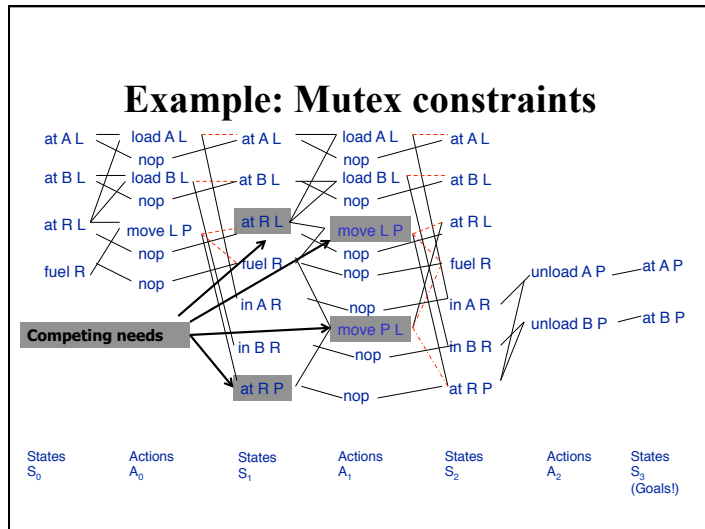 Example: Mutex constraints
at A L load A L at A L load A L at A L
nop nop
at B L load B L at B L load B L at B L
nop nop
at R L move L P at R L move L P at R L
nop nop
fuel R nop fuel R nop fuel R unload A P at A P
in A R nop in A R
Competing needs move P L unload B P at B P
in B R nop in B R
at R P nop at R P
States Actions States Actions States Actions States
S0 A0 S1 A1 S2 A2 S3
(Goals!)